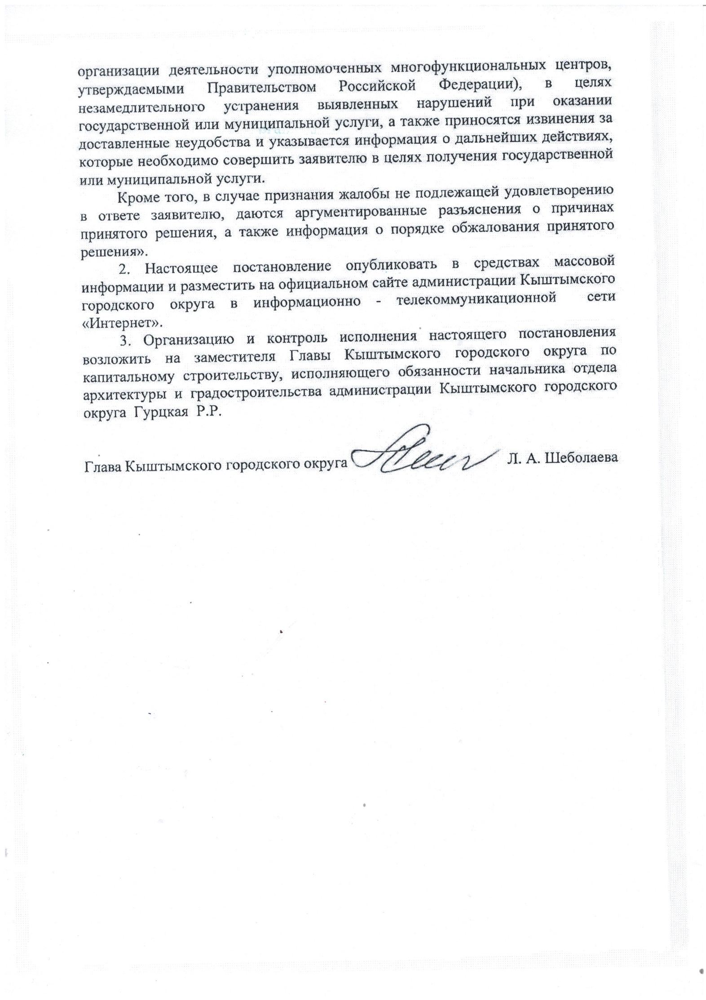 организации деятельности уполномоченных многофункциональных центров,
утверждаемыми Правительством Российской Федерации), в целях
незамедлительного устранения выявленных нарушений при оказании
государственной или муниципальной услуги, а также приносятся извинения за
доставленные неудобства и указывается информация о дальнейших действиях,
которые необходимо совершить заявителю в целях получения государственной
или муниципальной услуги.
Кроме того, в случае признания жалобы не подлежащей удовлетворению
в ответе заявителю, даются аргументированные разъяснения о причинах
принятого решения, а также информация о порядке обжалования принятого
решения».
2. Настоящее постановление опубликовать в средствах массовой
информации и разместить на официальном сайте администрации Кыштымского
городского округа в информационно - телекоммуникационной сети
«Интернет».
3. Организацию и контроль исполнения настоящего постановления
возложить на заместителя Главы Кыштымского городского округа по
капитальному строительству, исполняющего обязанности начальника отдела
архитектуры и градостроительства администрации Кыштымского городского
округа Гурцкая Р.Р.
Глава Кыштымского городского округа Л. А. Шеболаева